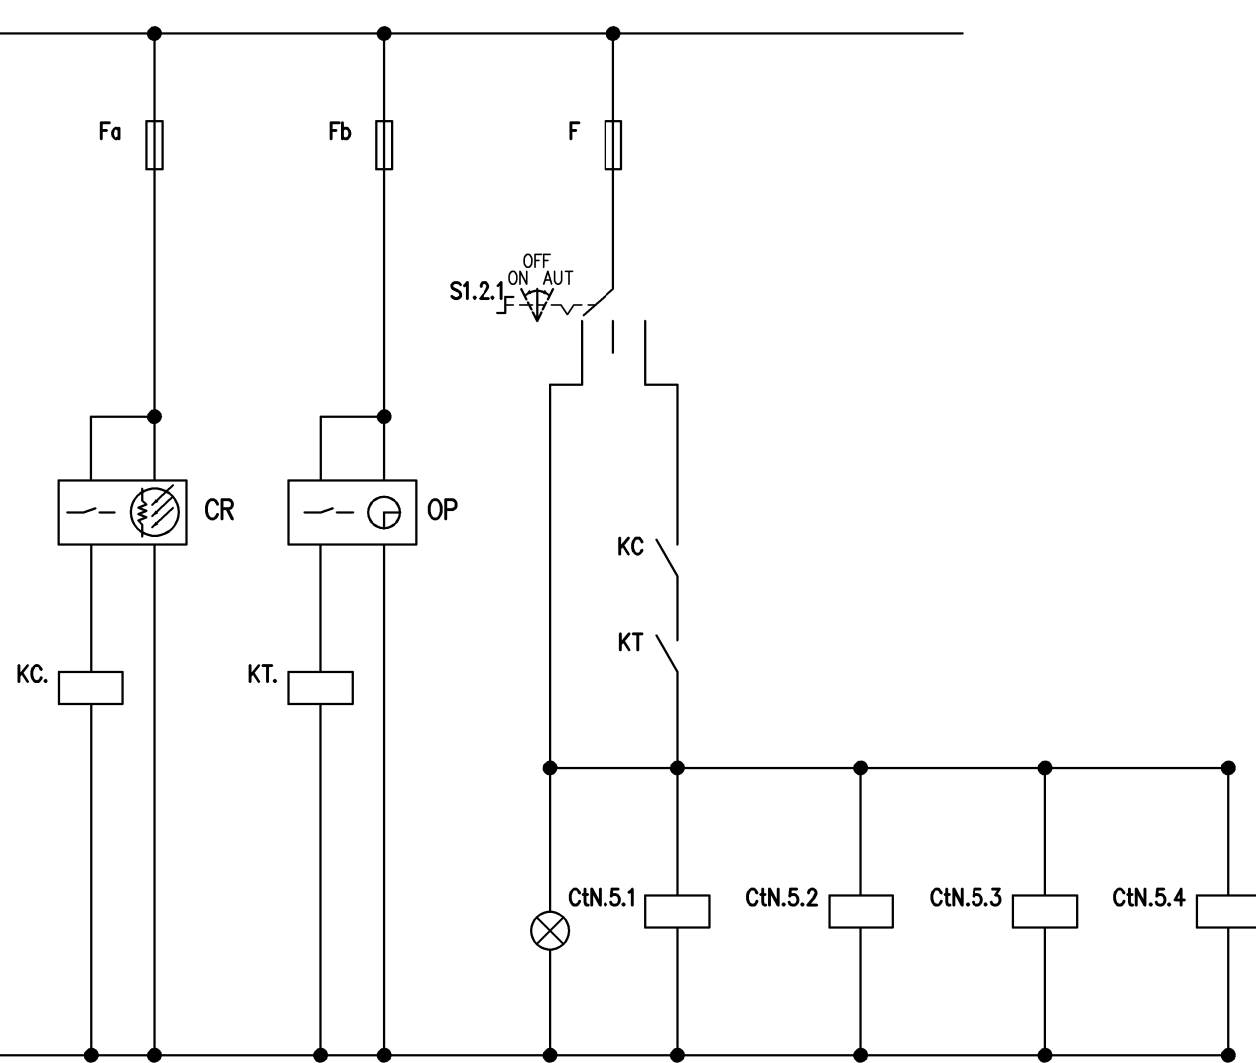 Fa
Fb
F
OFF
ON AUT
S1.2.1
CR
OP
KC
KT
KC.
KT.
CtN.5.1
CtN.5.2
CtN.5.3
CtN.5.4